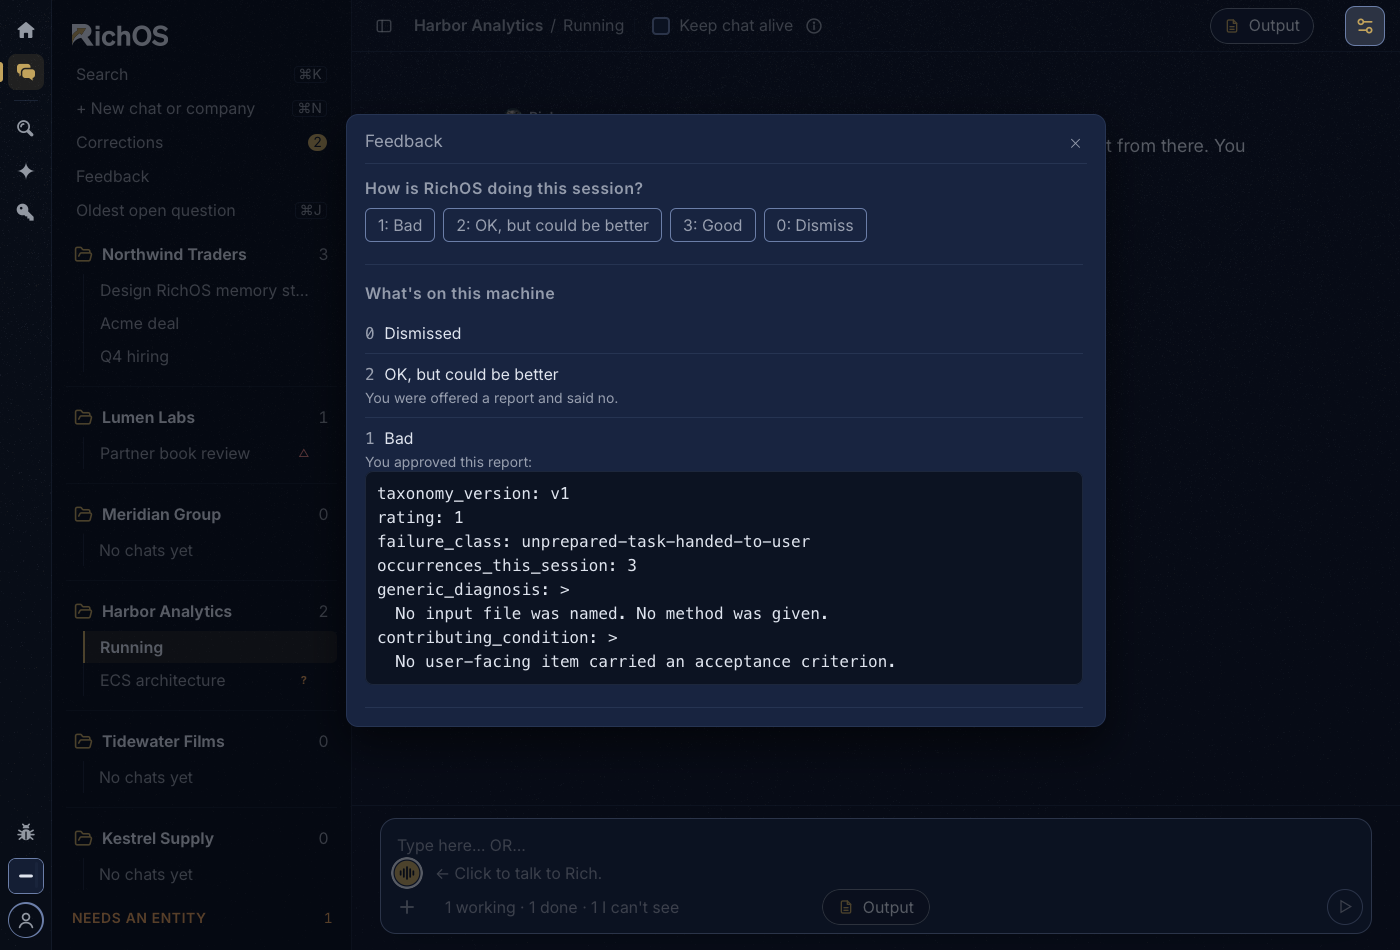 RichOS
Search ⌘K
+ New chat or company ⌘N
Corrections 2
Feedback
Oldest open question ⌘J
Northwind Traders 3
Design RichOS memory st...
Acme deal
Q4 hiring
Lumen Labs 1
Partner book review
Meridian Group 0
No chats yet
Harbor Analytics 2
Running
ECS architecture ?
Tidewater Films 0
No chats yet
Kestrel Supply 0
No chats yet
NEEDS AN ENTITY 1
Harbor Analytics / Running
Keep chat alive
Output
t from there. You
Feedback
How is RichOS doing this session?
1: Bad
2: OK, but could be better
3: Good
0: Dismiss
What's on this machine
0 Dismissed
2 OK, but could be better
You were offered a report and said no.
1 Bad
You approved this report:
taxonomy_version: v1
rating: 1
failure_class: unprepared-task-handed-to-user
occurrences_this_session: 3
generic_diagnosis: >
No input file was named. No method was given.
contributing_condition: >
No user-facing item carried an acceptance criterion.
Type here... OR...
← Click to talk to Rich.
1 working · 1 done · 1 I can't see
Output